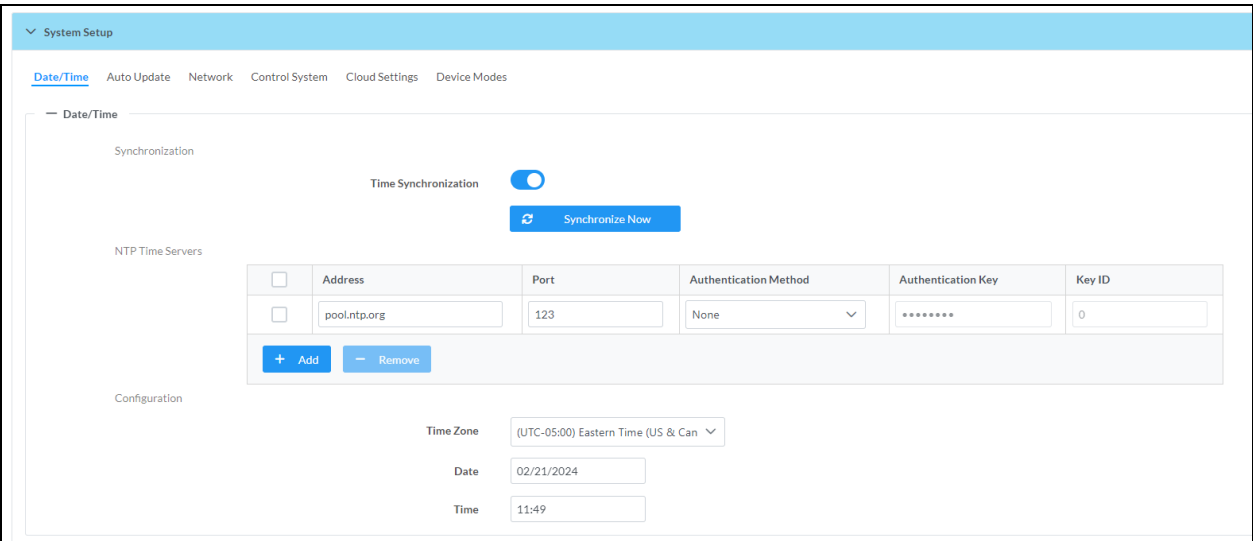 System Setup
Date/Time Auto Update Network Control System Cloud Settings Device Modes
Date/Time
Synchronization
Time Synchronization
Synchronize Now
NTP Time Servers
Address Port Authentication Method Authentication Key Key ID
pool.ntp.org 123 None •••••••• 0
+ Add − Remove
Configuration
Time Zone (UTC-05:00) Eastern Time (US & Can
Date 02/21/2024
Time 11:49